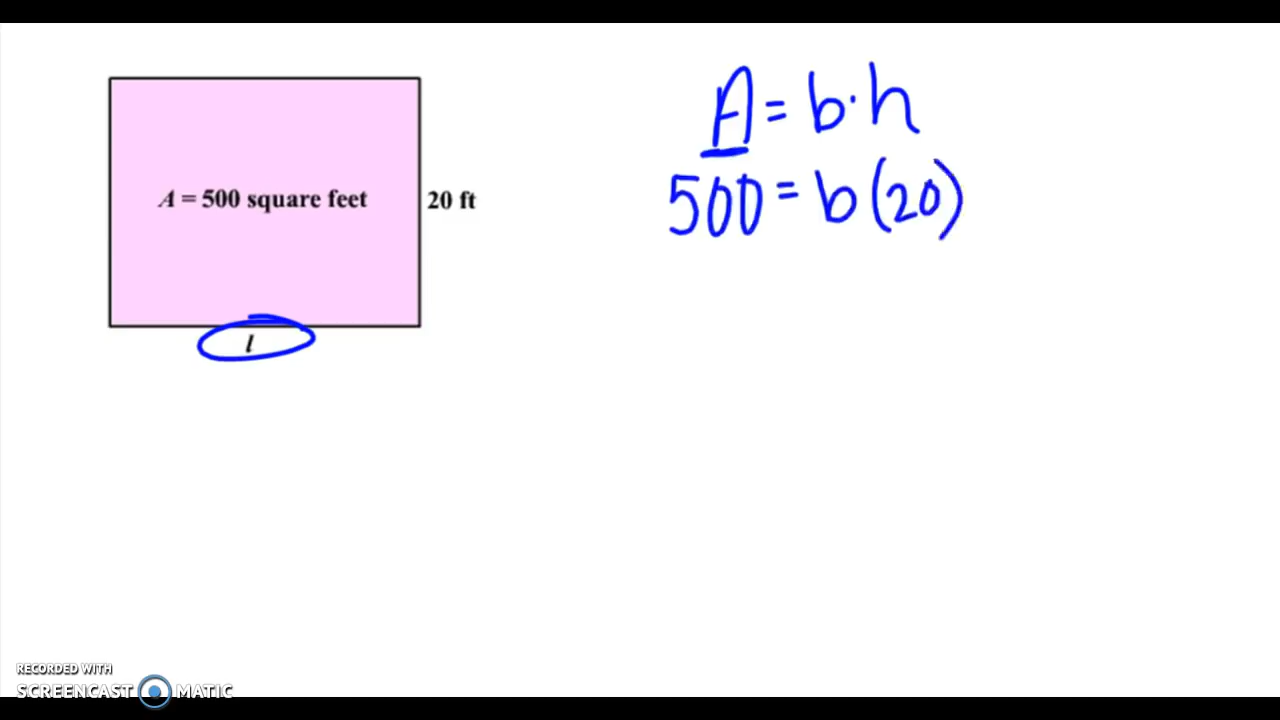 A = b·h
500 = b(20)
A = 500 square feet
20 ft
l
RECORDED WITH
SCREENCAST MATIC